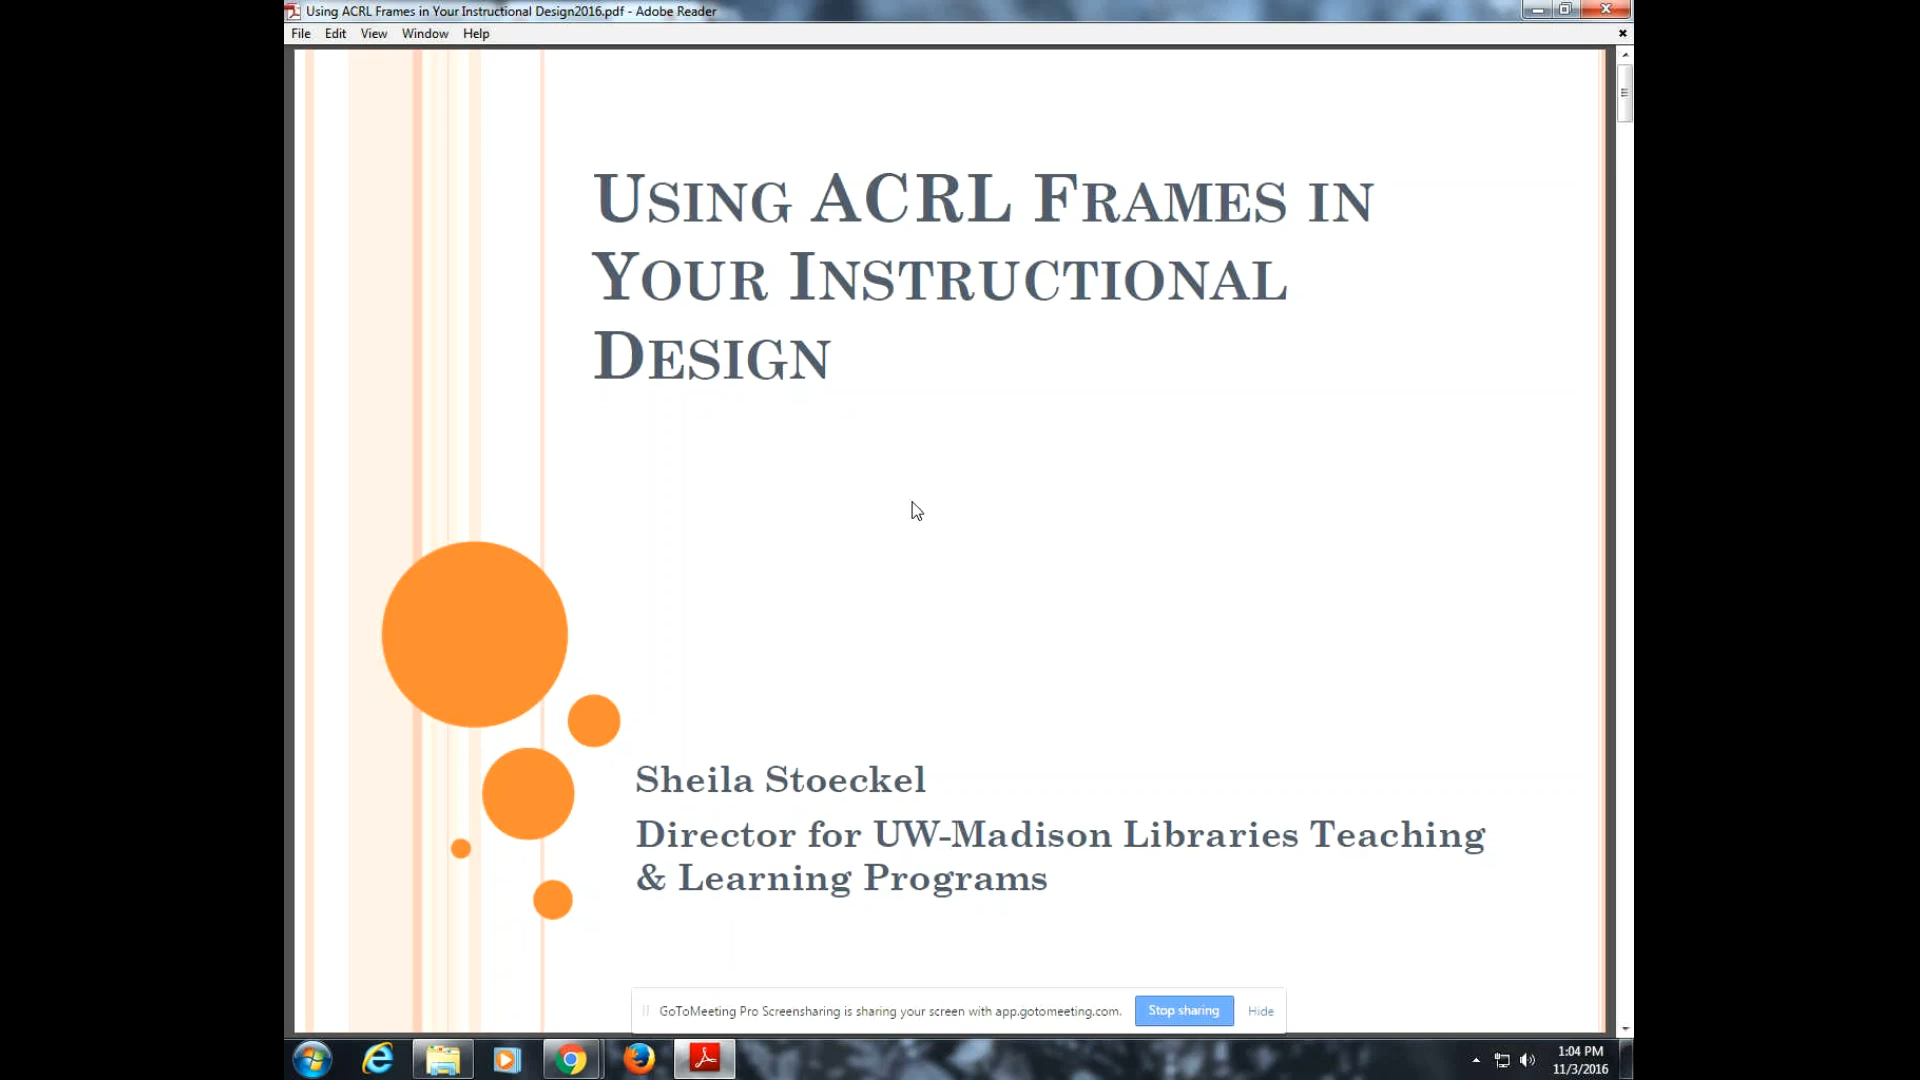 Using ACRL Frames in Your Instructional Design2016.pdf - Adobe Reader
File Edit View Window Help
USING ACRL FRAMES IN
YOUR INSTRUCTIONAL
DESIGN
Sheila Stoeckel
Director for UW-Madison Libraries Teaching
& Learning Programs
GoToMeeting Pro Screensharing is sharing your screen with app.gotomeeting.com. Stop sharing Hide
1:04 PM
11/3/2016